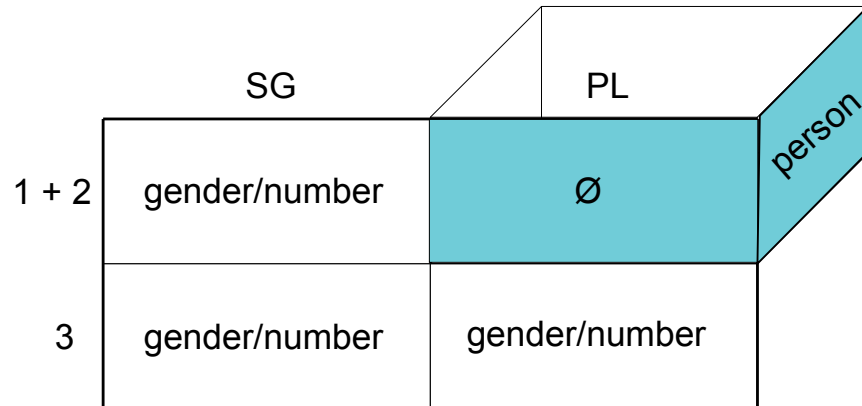 SG PL
person
1 + 2 gender/number Ø
3 gender/number gender/number